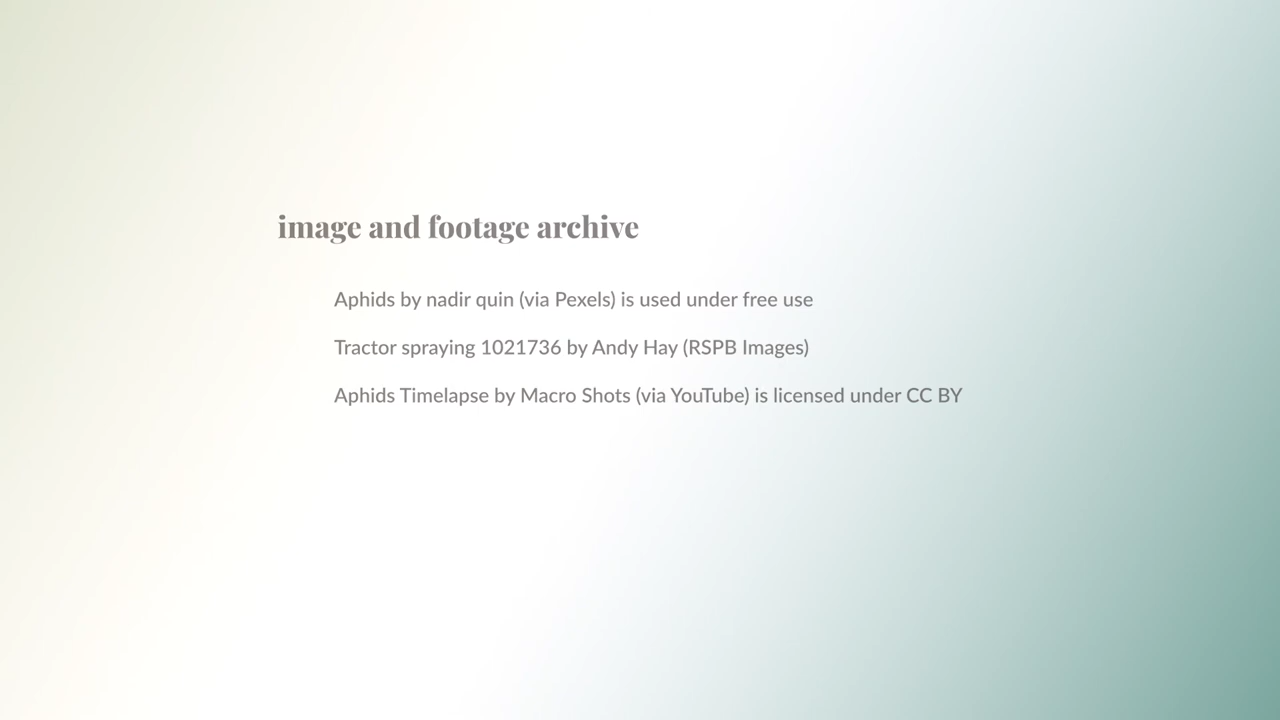 image and footage archive
Aphids by nadir quin (via Pexels) is used under free use
Tractor spraying 1021736 by Andy Hay (RSPB Images)
Aphids Timelapse by Macro Shots (via YouTube) is licensed under CC BY